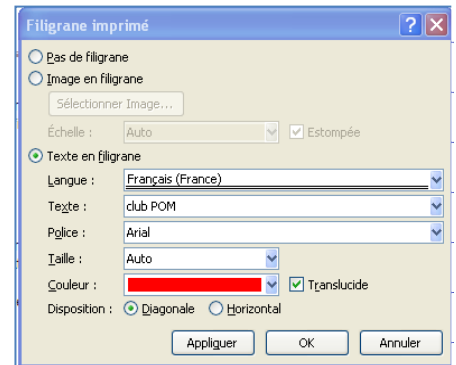 Filigrane imprimé
Pas de filigrane
Image en filigrane
Sélectionner Image...
Échelle : Auto Estompée
Texte en filigrane
Langue : Français (France)
Texte : club POM
Police : Arial
Taille : Auto
Couleur : Translucide
Disposition : Diagonale Horizontal
Appliquer OK Annuler